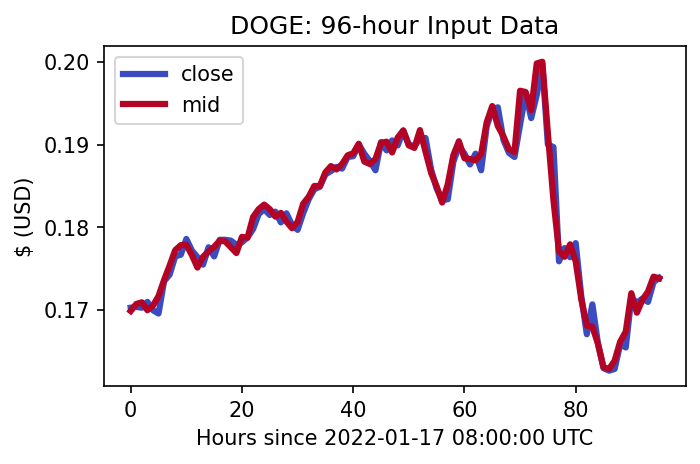 DOGE: 96-hour Input Data
close
mid
0.20
0.19
0.18
0.17
$ (USD)
0 20 40 60 80
Hours since 2022-01-17 08:00:00 UTC